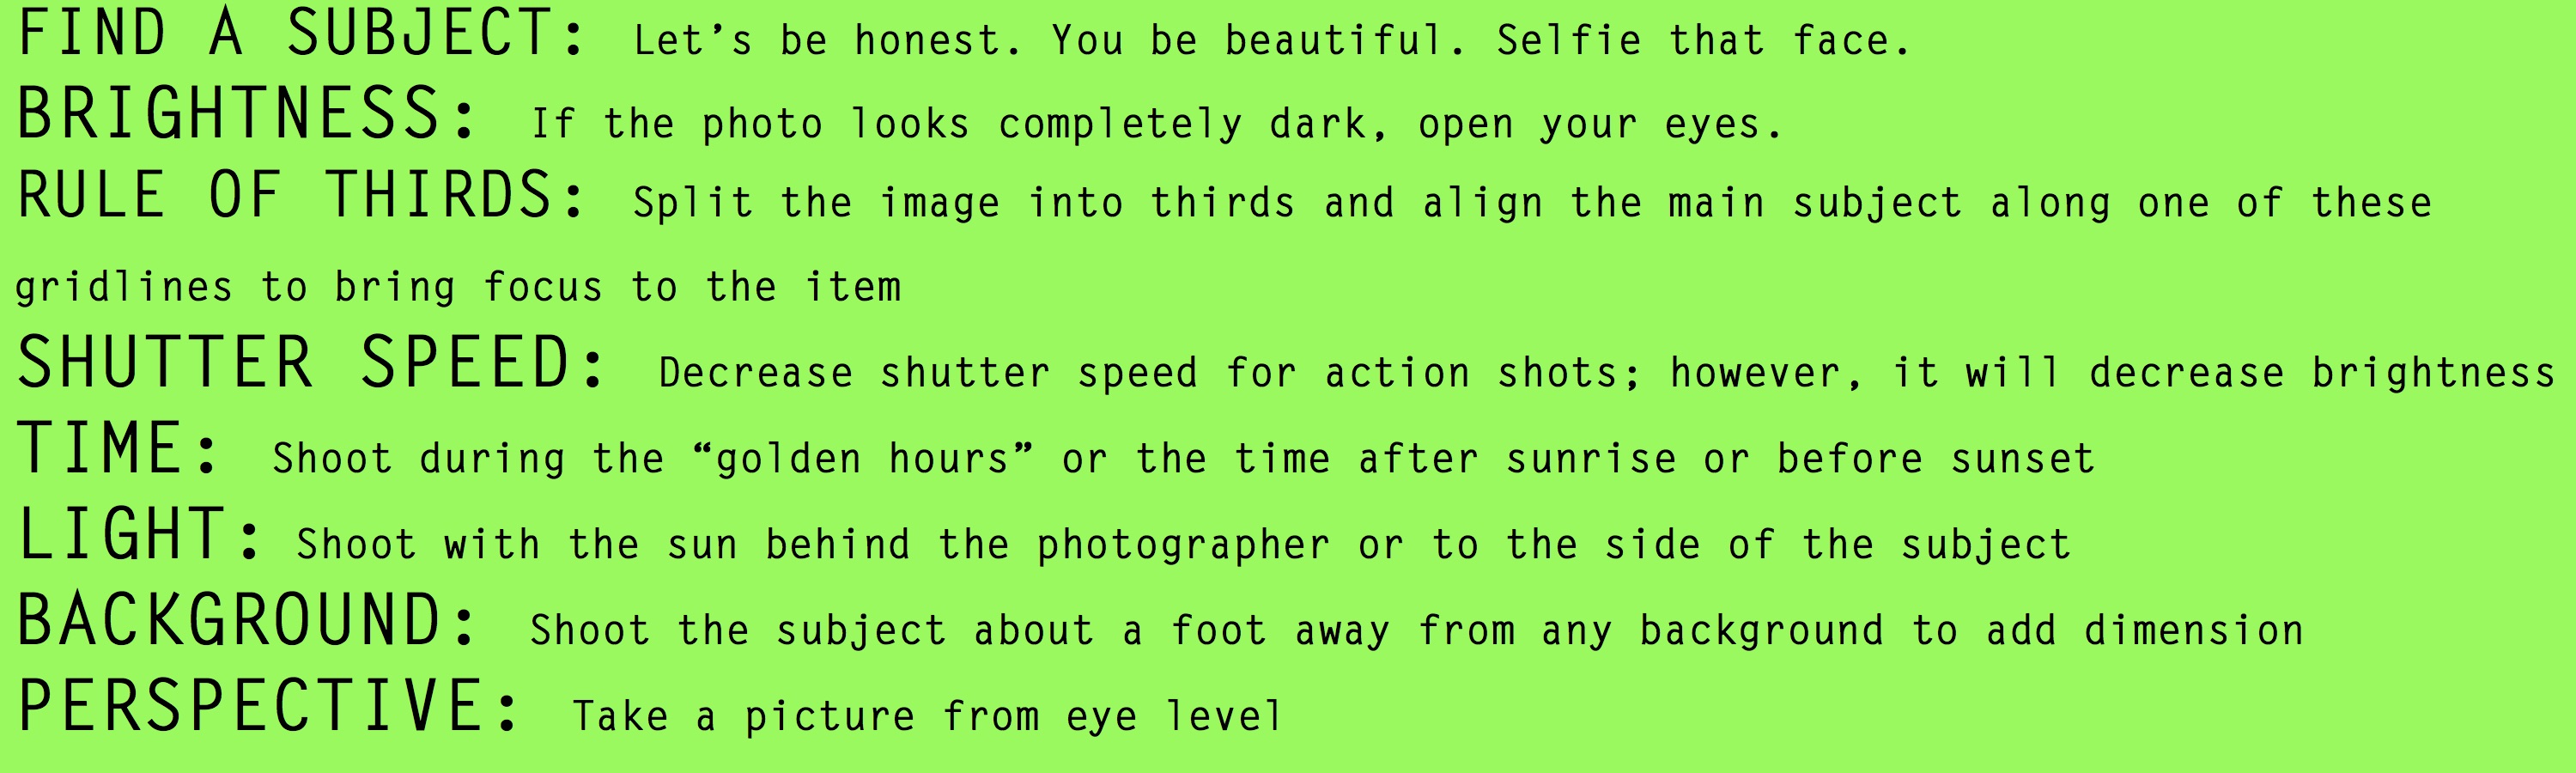 FIND A SUBJECT: Let’s be honest. You be beautiful. Selfie that face.
BRIGHTNESS: If the photo looks completely dark, open your eyes.
RULE OF THIRDS: Split the image into thirds and align the main subject along one of these
gridlines to bring focus to the item
SHUTTER SPEED: Decrease shutter speed for action shots; however, it will decrease brightness
TIME: Shoot during the “golden hours” or the time after sunrise or before sunset
LIGHT: Shoot with the sun behind the photographer or to the side of the subject
BACKGROUND: Shoot the subject about a foot away from any background to add dimension
PERSPECTIVE: Take a picture from eye level